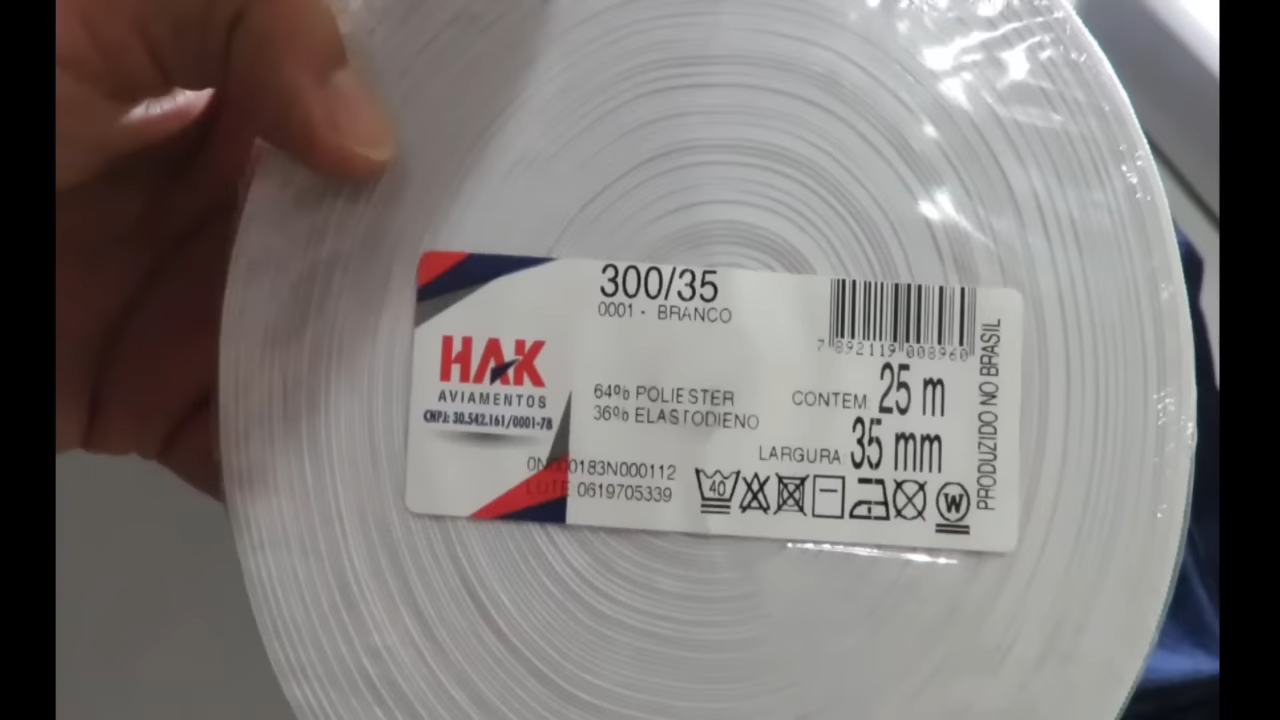 300/35
0001 - BRANCO
7 892119 008960
HAK
AVIAMENTOS
CNPJ: 30.542.161/0001-78
64% POLIESTER
36% ELASTODIENO
CONTEM 25 m
LARGURA 35 mm
LOTE 0619705339
40
W
PRODUZIDO NO BRASIL